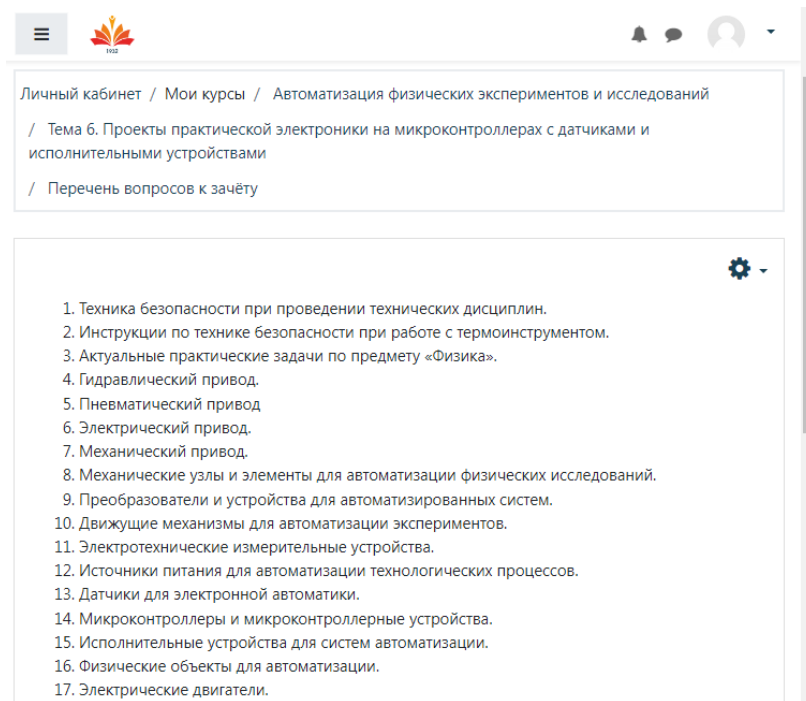 1932
Личный кабинет / Мои курсы / Автоматизация физических экспериментов и исследований
/ Тема 6. Проекты практической электроники на микроконтроллерах с датчиками и
исполнительными устройствами
/ Перечень вопросов к зачёту
1. Техника безопасности при проведении технических дисциплин.
2. Инструкции по технике безопасности при работе с термоинструментом.
3. Актуальные практические задачи по предмету «Физика».
4. Гидравлический привод.
5. Пневматический привод
6. Электрический привод.
7. Механический привод.
8. Механические узлы и элементы для автоматизации физических исследований.
9. Преобразователи и устройства для автоматизированных систем.
10. Движущие механизмы для автоматизации экспериментов.
11. Электротехнические измерительные устройства.
12. Источники питания для автоматизации технологических процессов.
13. Датчики для электронной автоматики.
14. Микроконтроллеры и микроконтроллерные устройства.
15. Исполнительные устройства для систем автоматизации.
16. Физические объекты для автоматизации.
17. Электрические двигатели.